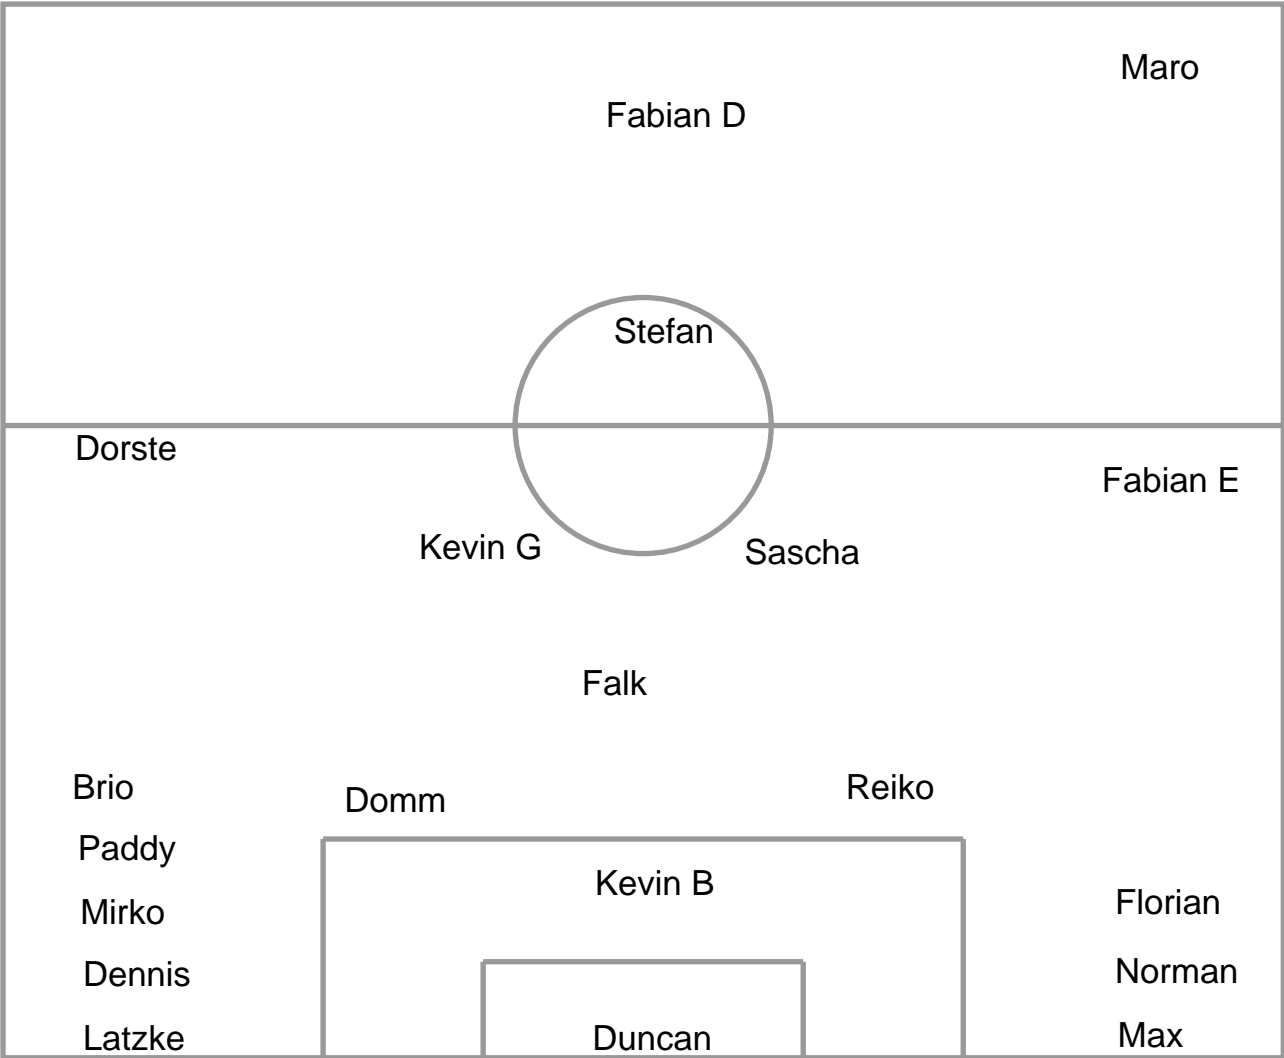 Maro
Fabian D
Stefan
Dorste
Fabian E
Kevin G
Sascha
Falk
Brio
Domm
Reiko
Paddy
Kevin B
Mirko
Florian
Dennis
Norman
Latzke
Duncan
Max